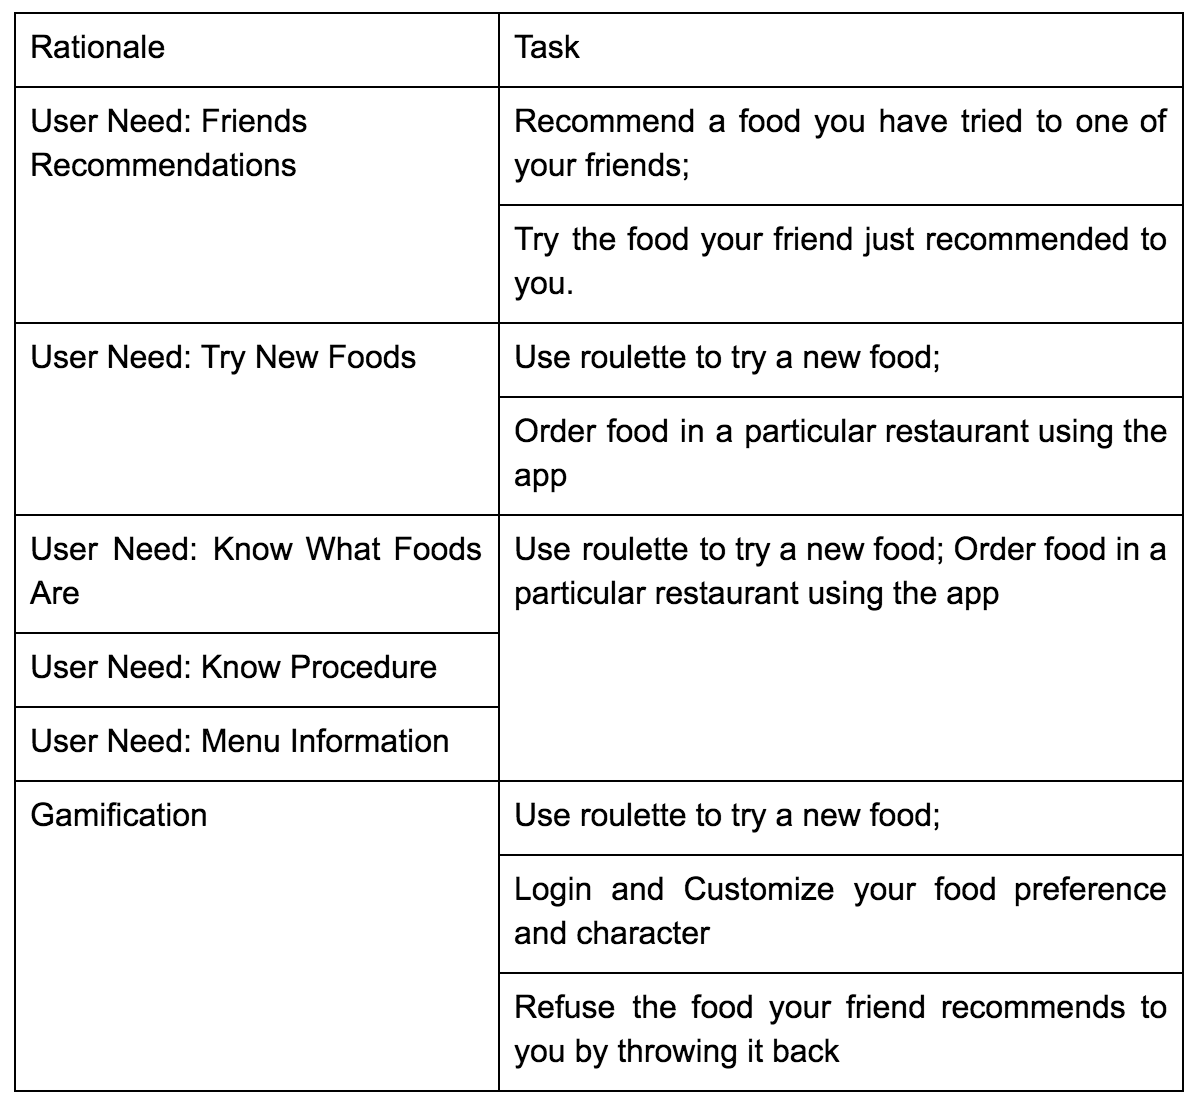 Rationale
Task
User Need: Friends
Recommendations
Recommend a food you have tried to one of
your friends;
Try the food your friend just recommended to
you.
User Need: Try New Foods
Use roulette to try a new food;
Order food in a particular restaurant using the
app
User Need: Know What Foods
Are
Use roulette to try a new food; Order food in a
particular restaurant using the app
User Need: Know Procedure
User Need: Menu Information
Gamification
Use roulette to try a new food;
Login and Customize your food preference
and character
Refuse the food your friend recommends to
you by throwing it back